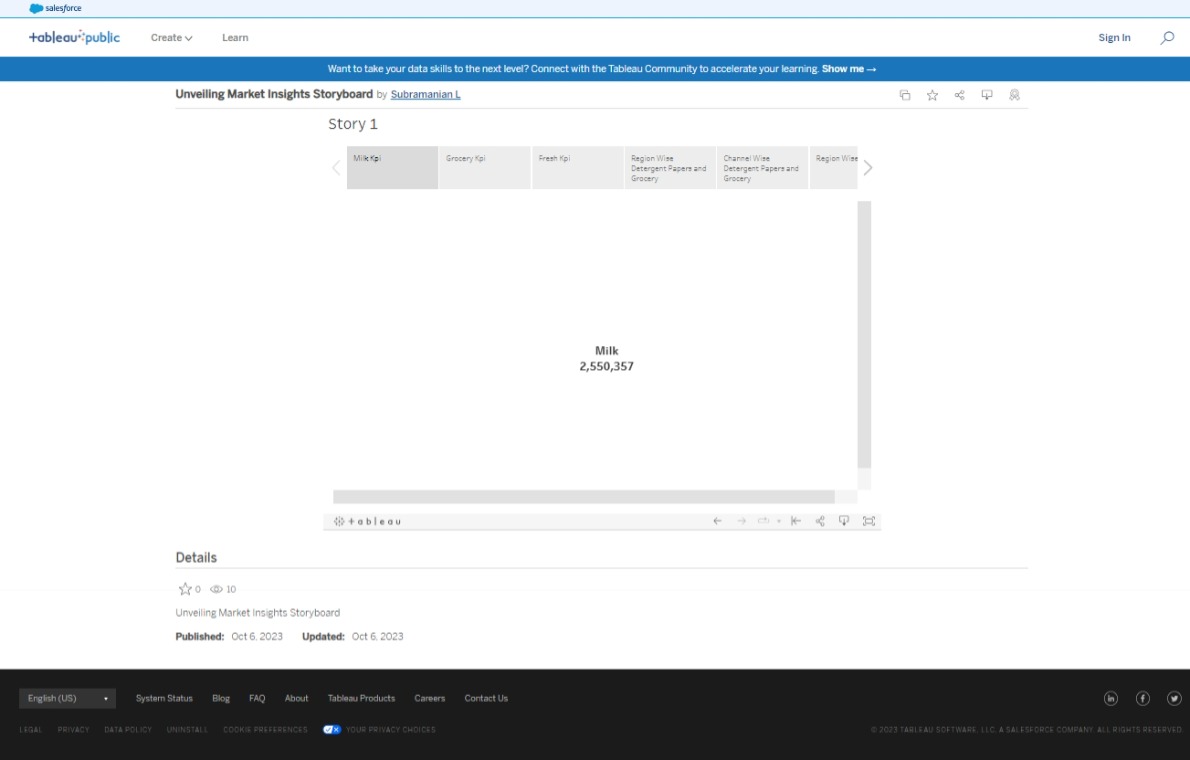 salesforce
+ableau public
Create
Learn
Sign In
Want to take your data skills to the next level? Connect with the Tableau Community to accelerate your learning. Show me →
Unveiling Market Insights Storyboard by Subramanian L
Story 1
Milk Kpi
Grocery Kpi
Fresh Kpi
Region Wise
Detergent Papers and
Grocery
Channel Wise
Detergent Papers and
Grocery
Region Wise
Milk
2,550,357
+ableau
Details
0 10
Unveiling Market Insights Storyboard
Published: Oct 6, 2023 Updated: Oct 6, 2023
English (US) System Status Blog FAQ About Tableau Products Careers Contact Us
LEGAL PRIVACY DATA POLICY UNINSTALL COOKIE PREFERENCES YOUR PRIVACY CHOICES
© 2023 TABLEAU SOFTWARE, LLC, A SALESFORCE COMPANY. ALL RIGHTS RESERVED